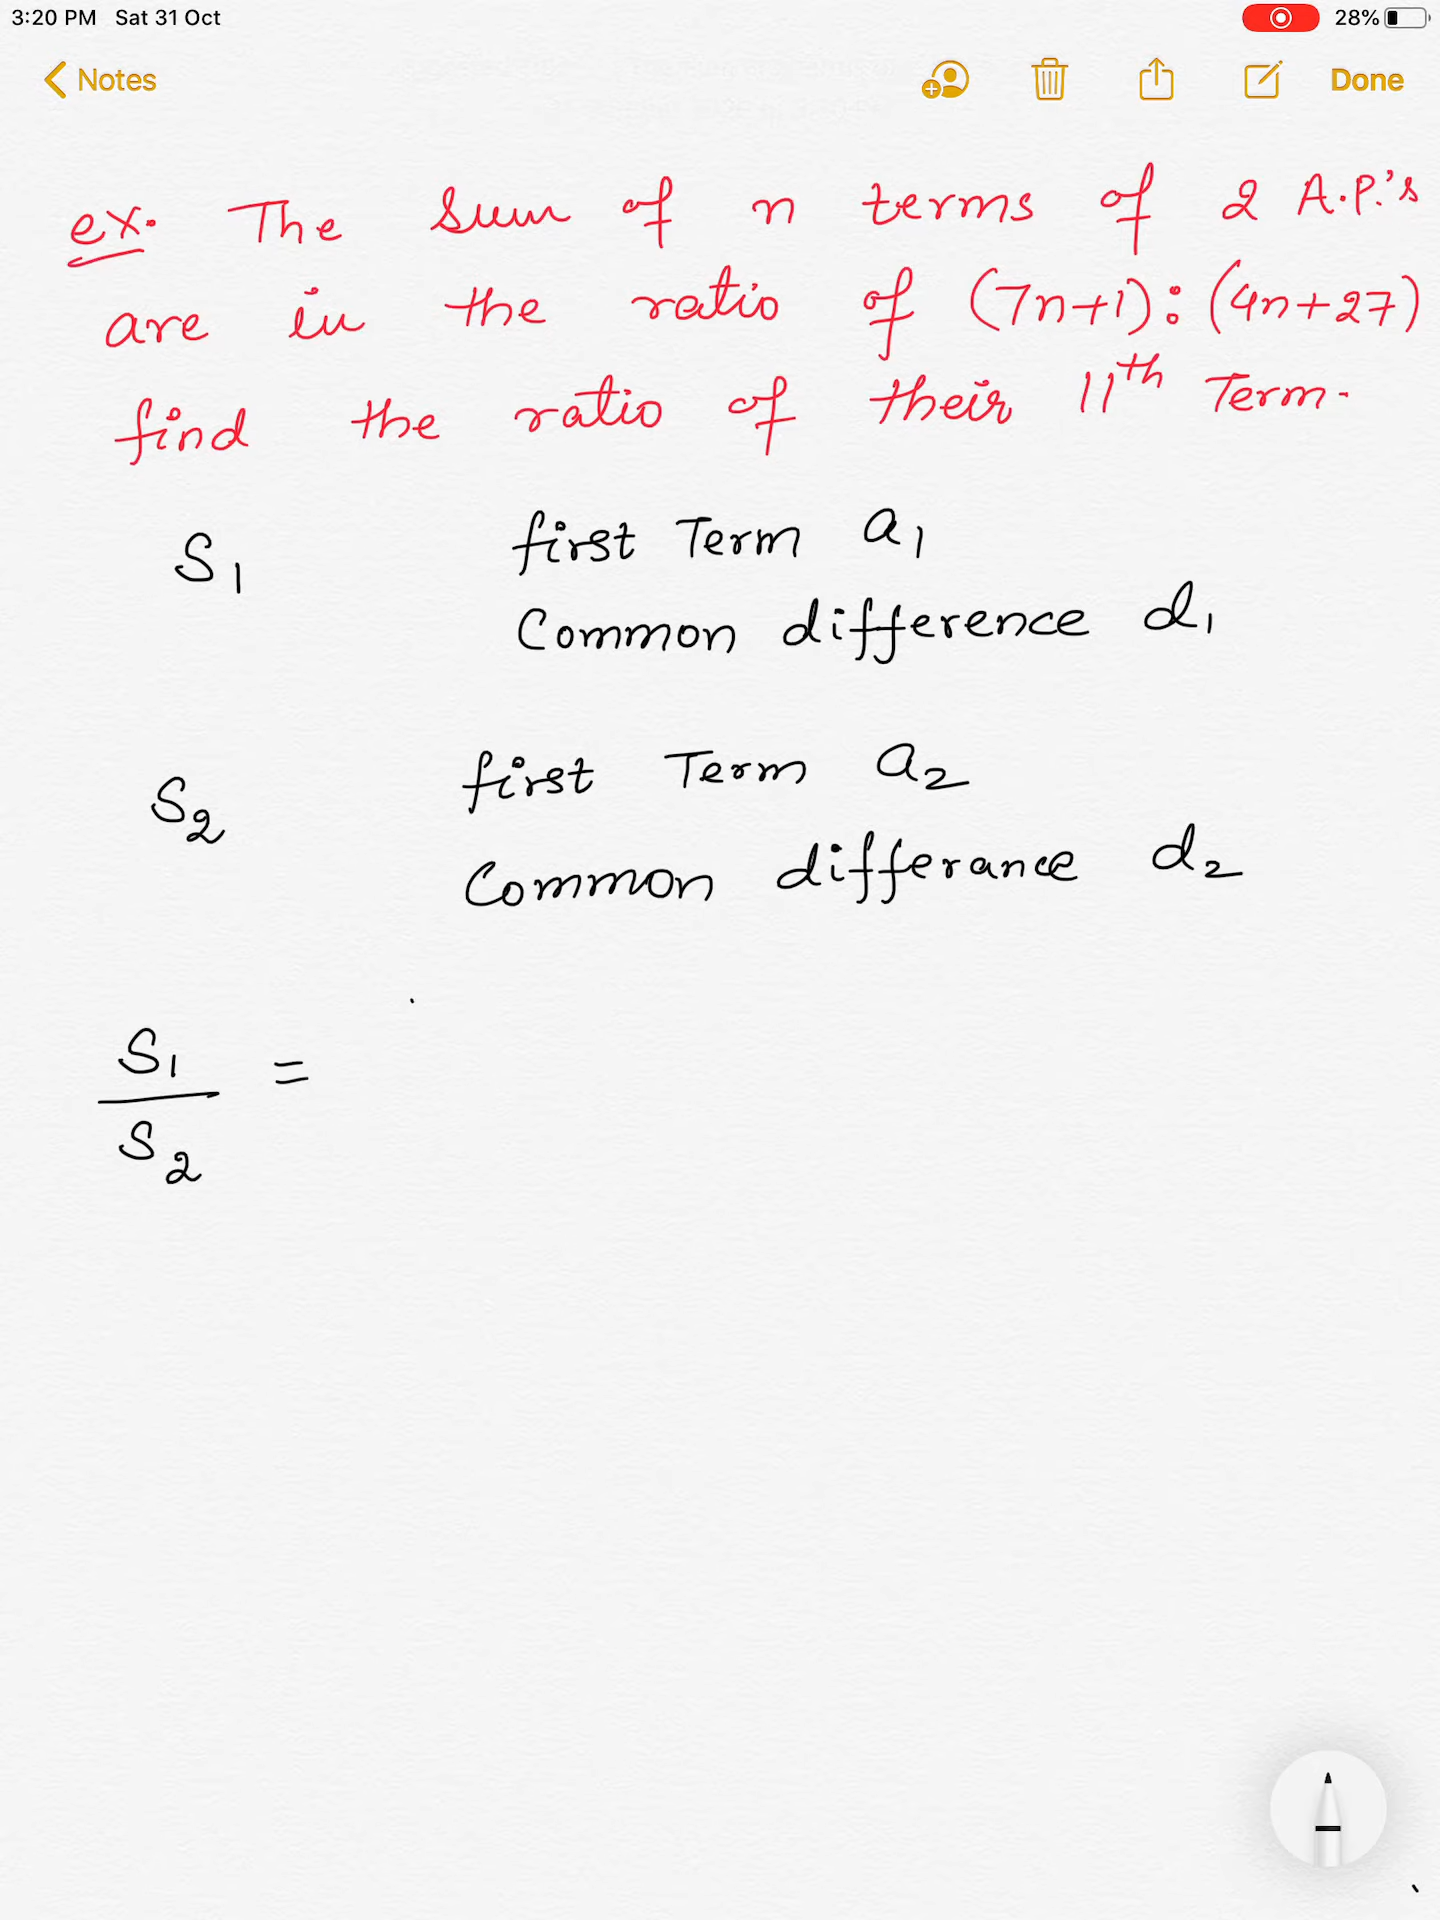 3:20 PM Sat 31 Oct 28%
Notes Done
ex. The Sum of n terms of 2 A.P.'s
are in the ratio of (7n+1):(4n+27)
find the ratio of their 11th Term.
S1 first Term a1
Common difference d1
S2 first Term a2
Common differance d2
S1
=
S2